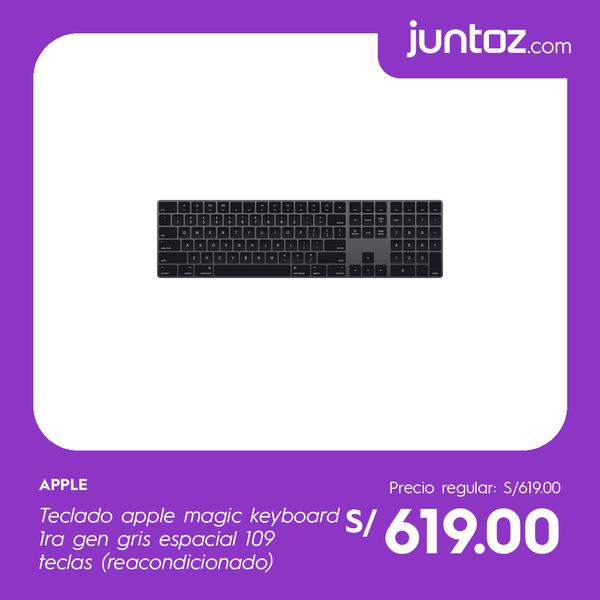 juntoz.com
APPLE
Teclado apple magic keyboard
1ra gen gris espacial 109
teclas (reacondicionado)
Precio regular: S/619.00
S/ 619.00